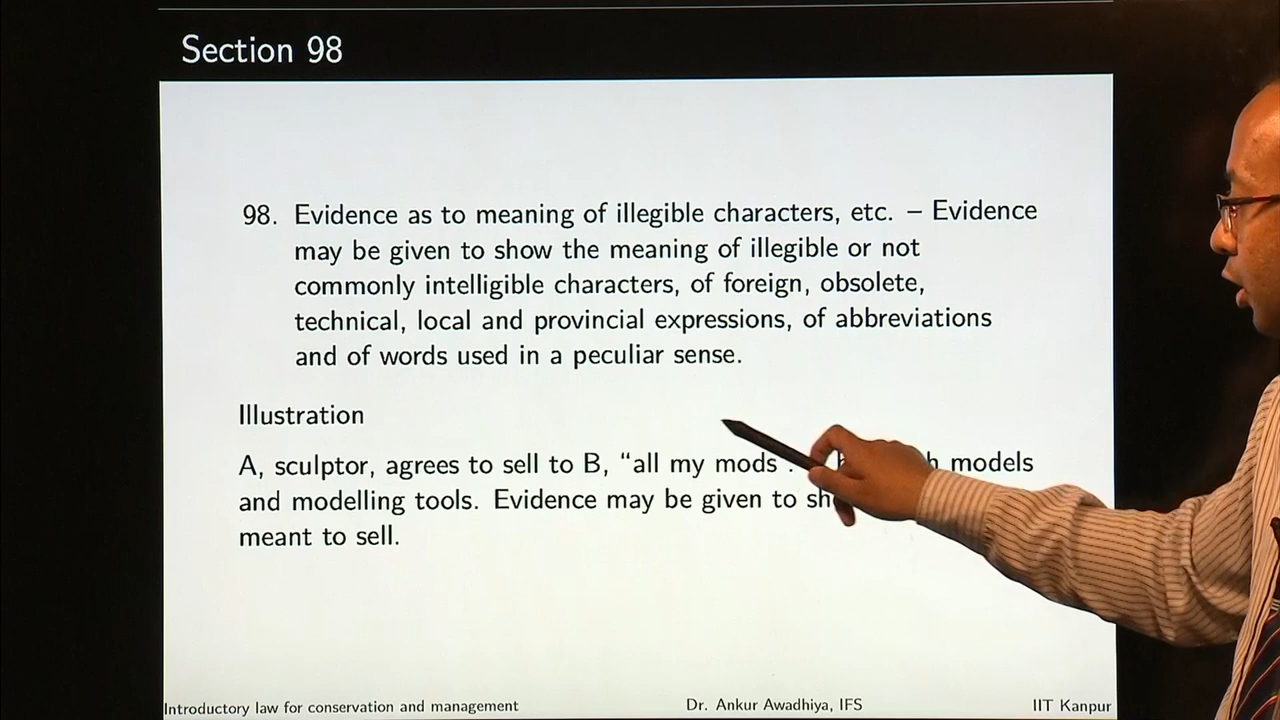 Section 98
98. Evidence as to meaning of illegible characters, etc. – Evidence
may be given to show the meaning of illegible or not
commonly intelligible characters, of foreign, obsolete,
technical, local and provincial expressions, of abbreviations
and of words used in a peculiar sense.
Illustration
A, sculptor, agrees to sell to B, “all my mods models
and modelling tools. Evidence may be given to
meant to sell.
Introductory law for conservation and management Dr. Ankur Awadhiya, IFS IIT Kanpur